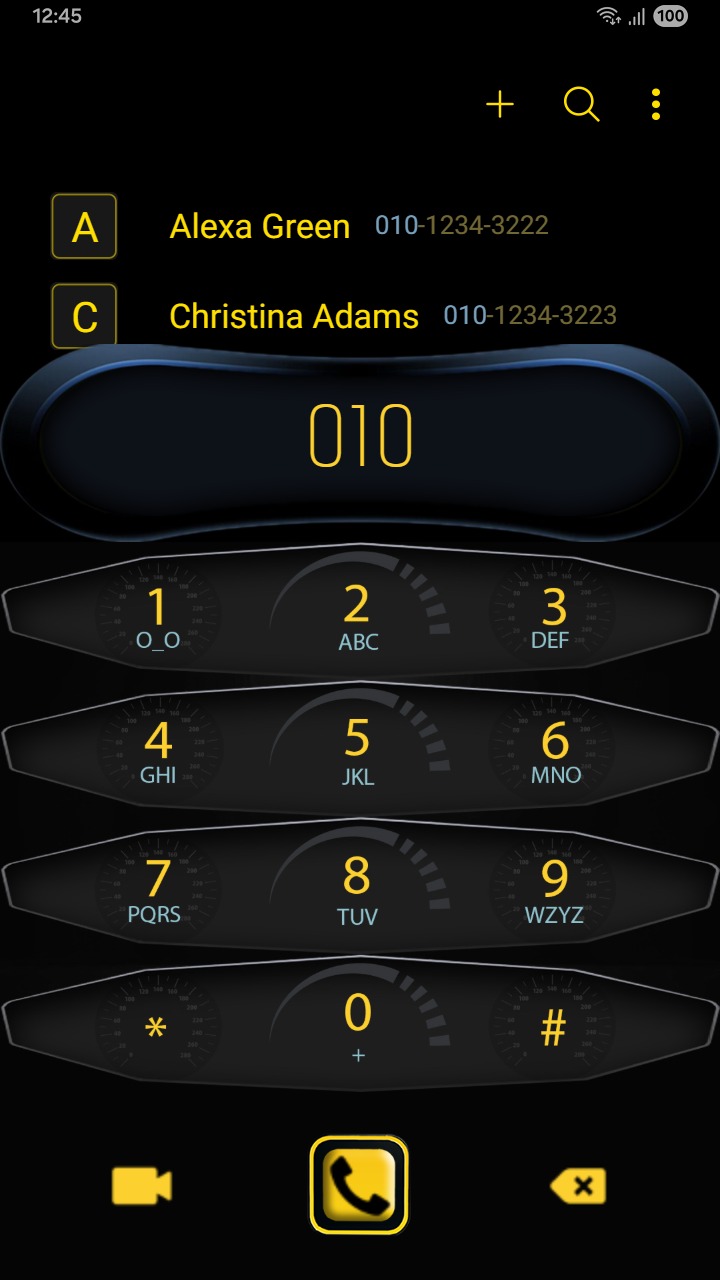 12:45 100
A Alexa Green 010-1234-3222
C Christina Adams 010-1234-3223
010
1 2 3
O_O ABC DEF
4 5 6
GHI JKL MNO
7 8 9
PQRS TUV WZYZ
* 0 #
+